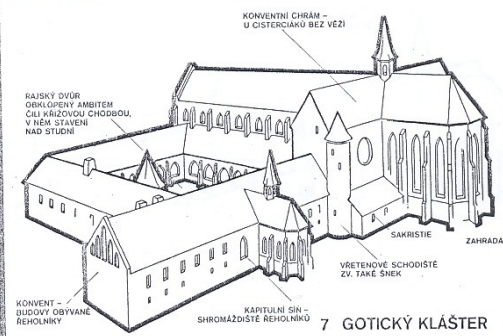 KONVENTNÍ CHRÁM -
U CISTERCIÁKŮ BEZ VĚŽÍ
RAJSKÝ DVŮR
OBKLOPENÝ AMBITEM
ČILI KŘÍŽOVOU CHODBOU,
V NĚM STAVENÍ
NAD STUDNÍ
SAKRISTIE
ZAHRADA
VŘETENOVÉ SCHODIŠTĚ
ZV. TAKÉ ŠNEK
KONVENT -
BUDOVY OBÝVANÉ
ŘEHOLNÍKY
KAPITULNÍ SÍN -
SHROMÁŽDIŠTĚ ŘEHOLNÍKŮ
7 GOTICKÝ KLÁŠTER